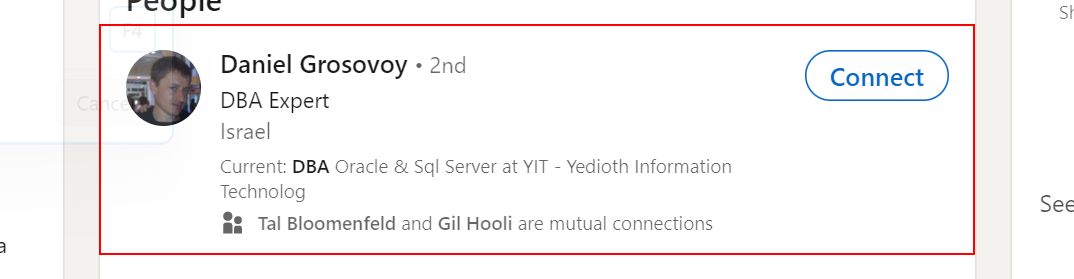 People
F4
Daniel Grosovoy • 2nd
Connect
DBA Expert
Cance
Israel
Current: DBA Oracle & Sql Server at YIT - Yedioth Information
Technolog
Tal Bloomenfeld and Gil Hooli are mutual connections
See
a